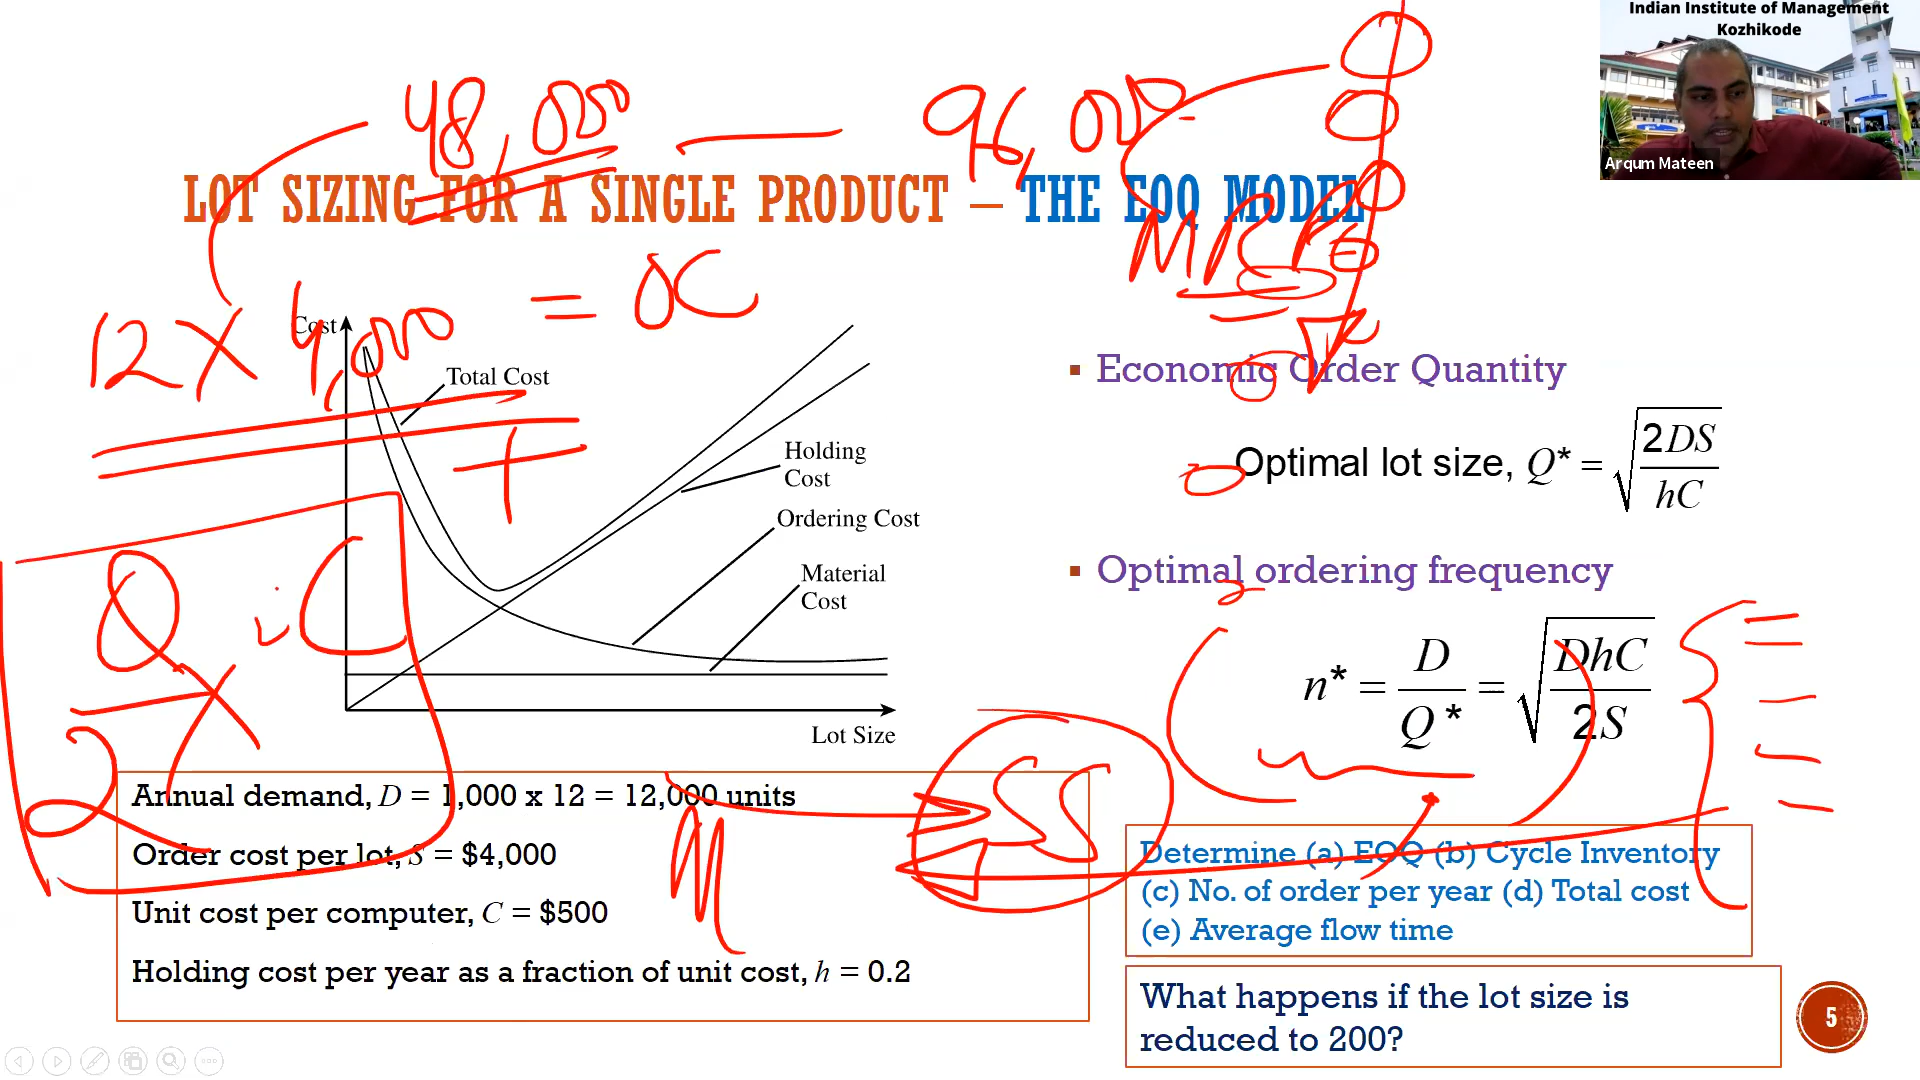 Indian Institute of Management
Kozhikode
Arqum Mateen
48,000 — 96,000
LOT SIZING FOR A SINGLE PRODUCT – THE EOQ MODEL
MRP
12 x 4,000 = OC
+
Cost
Total Cost
Holding
Cost
Ordering Cost
Material
Cost
Lot Size
Q/2 x iC
▪ Economic Order Quantity
Optimal lot size, Q* = √(2DS/hC)
▪ Optimal ordering frequency
n* = D/Q* = √(DhC/2S)
SS
Annual demand, D = 1,000 x 12 = 12,000 units
Order cost per lot, S = $4,000
Unit cost per computer, C = $500
Holding cost per year as a fraction of unit cost, h = 0.2
Determine (a) EOQ (b) Cycle Inventory
(c) No. of order per year (d) Total cost
(e) Average flow time
What happens if the lot size is
reduced to 200?
5